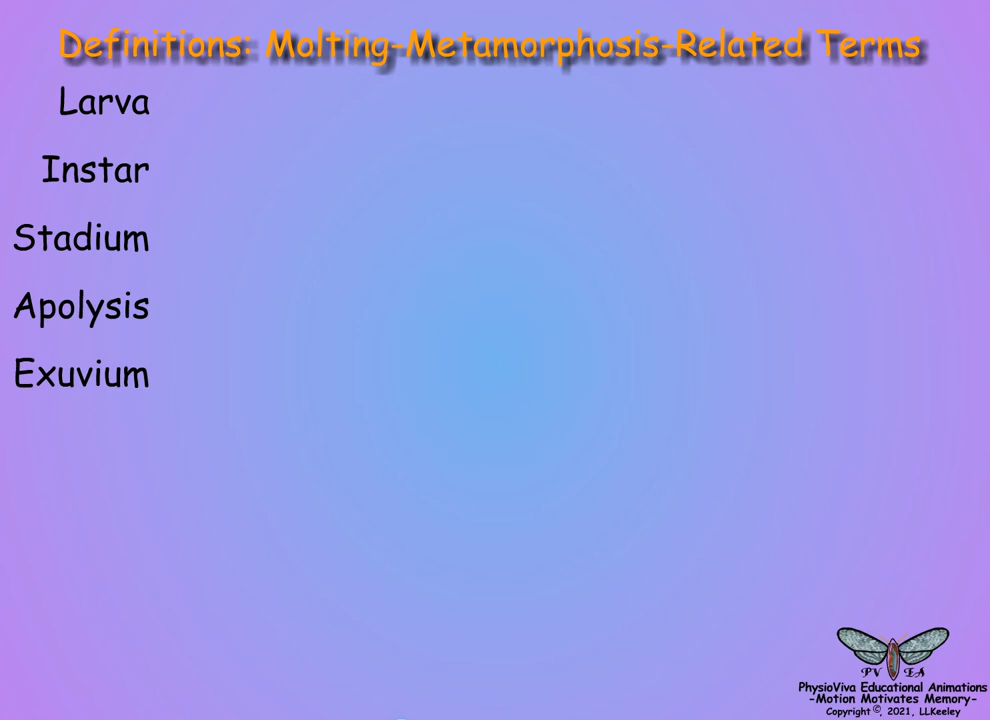 Definitions: Molting-Metamorphosis-Related Terms
Larva
Instar
Stadium
Apolysis
Exuvium
PV EA
PhysioViva Educational Animations
-Motion Motivates Memory-
Copyright ©, 2021, LLKeeley